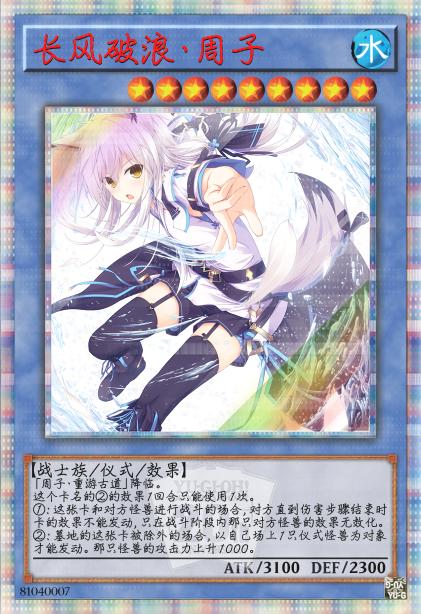 长风破浪·周子
水
【战士族/仪式/效果】
「周子·重游古道」降临。
这个卡名的②的效果1回合只能使用1次。
①：这张卡和对方怪兽进行战斗的场合，对方直到伤害步骤结束时
卡的效果不能发动，只在战斗阶段内那只对方怪兽的效果无效化。
②：墓地的这张卡被除外的场合，以自己场上1只仪式怪兽为对象
才能发动。那只怪兽的攻击力上升1000。
YU-GI-OH!
ATK/3100 DEF/2300
81040007